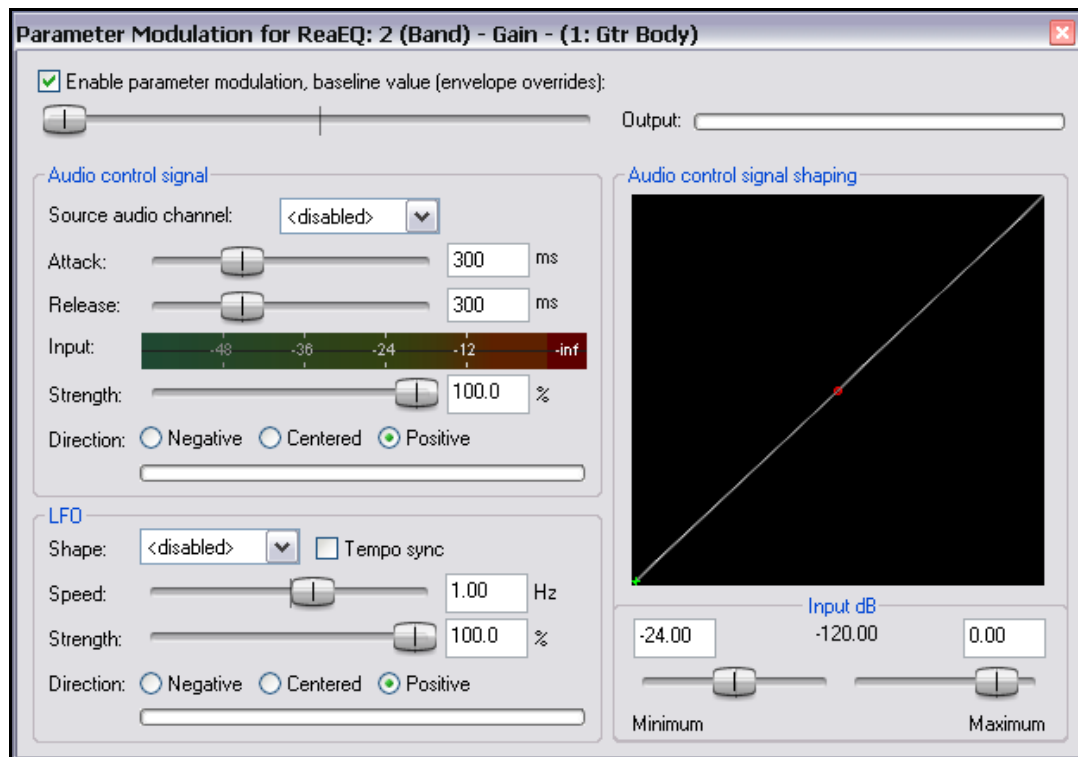 Parameter Modulation for ReaEQ: 2 (Band) - Gain - (1: Gtr Body)
Enable parameter modulation, baseline value (envelope overrides):
Output:
Audio control signal
Source audio channel: <disabled>
Attack: 300 ms
Release: 300 ms
Input: -48 -36 -24 -12 -inf
Strength: 100.0 %
Direction: Negative Centered Positive
LFO
Shape: <disabled> Tempo sync
Speed: 1.00 Hz
Strength: 100.0 %
Direction: Negative Centered Positive
Audio control signal shaping
Input dB
-24.00 -120.00 0.00
Minimum Maximum